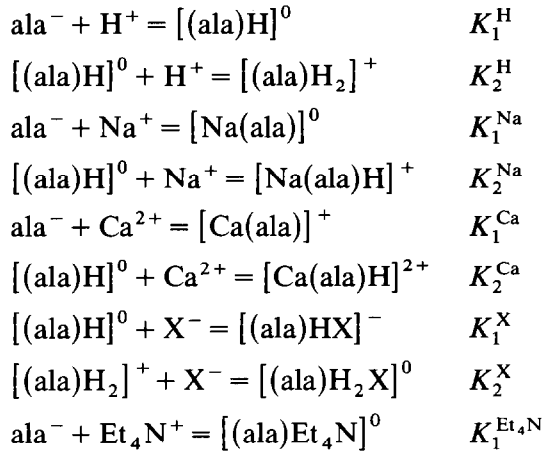 ala⁻ + H⁺ = [(ala)H]⁰ K₁ᴴ
[(ala)H]⁰ + H⁺ = [(ala)H₂]⁺ K₂ᴴ
ala⁻ + Na⁺ = [Na(ala)]⁰ K₁ᴺᵃ
[(ala)H]⁰ + Na⁺ = [Na(ala)H]⁺ K₂ᴺᵃ
ala⁻ + Ca²⁺ = [Ca(ala)]⁺ K₁ᶜᵃ
[(ala)H]⁰ + Ca²⁺ = [Ca(ala)H]²⁺ K₂ᶜᵃ
[(ala)H]⁰ + X⁻ = [(ala)HX]⁻ K₁ˣ
[(ala)H₂]⁺ + X⁻ = [(ala)H₂X]⁰ K₂ˣ
ala⁻ + Et₄N⁺ = [(ala)Et₄N]⁰ K₁ᴱᵗ⁴ᴺ